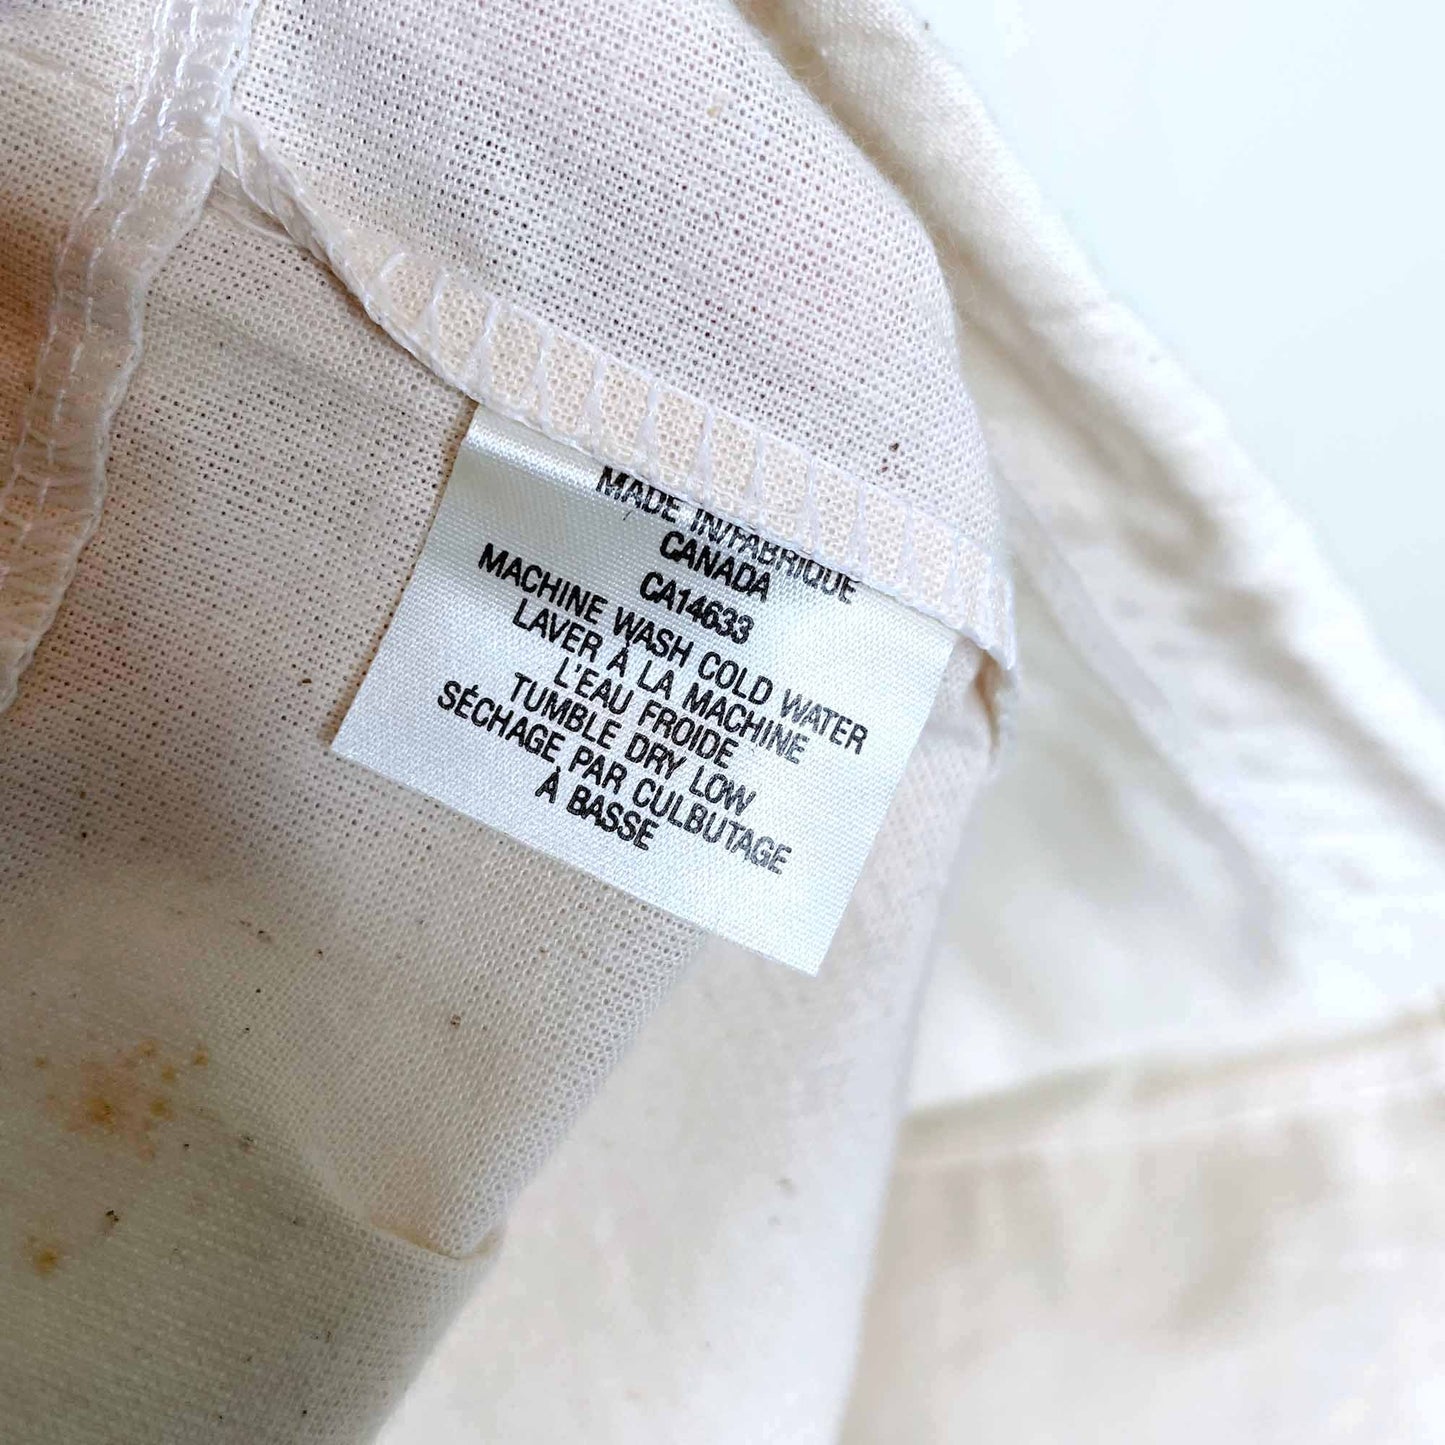 MADE IN/FABRIQUE
CANADA
CA14633
MACHINE WASH COLD WATER
LAVER À LA MACHINE
L'EAU FROIDE
TUMBLE DRY LOW
SÉCHAGE PAR CULBUTAGE
À BASSE